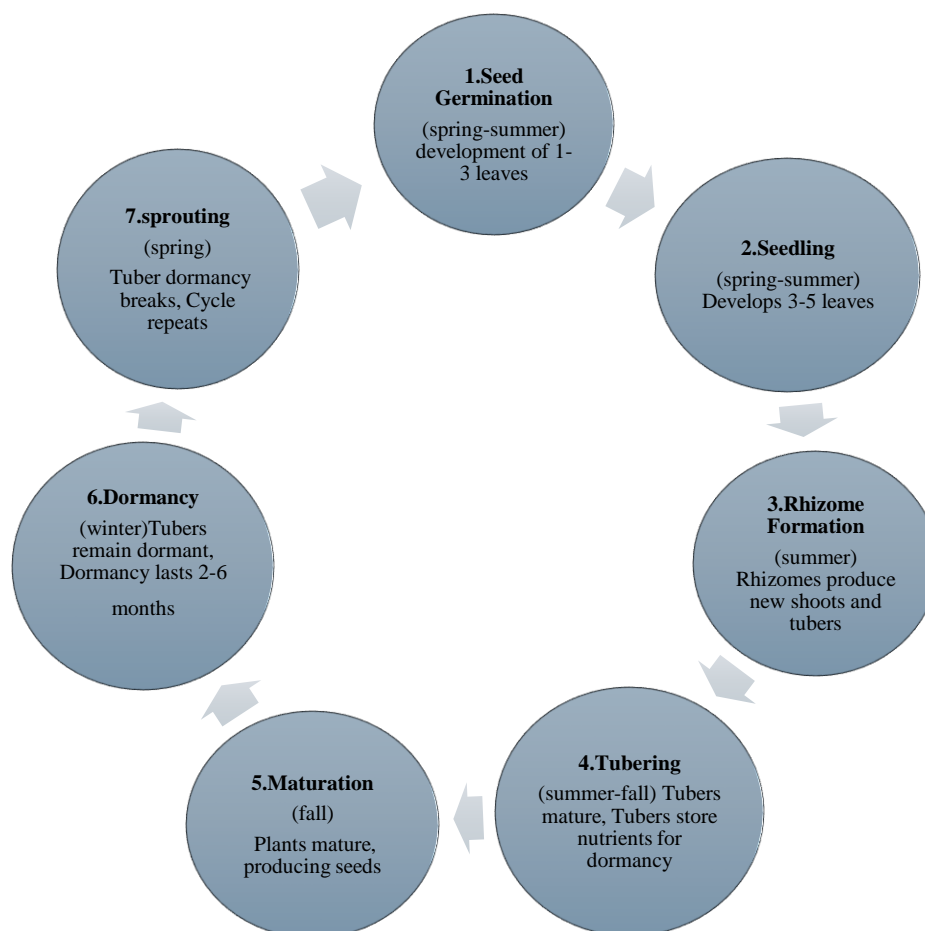 1.Seed
Germination
(spring-summer)
development of 1-
3 leaves
2.Seedling
(spring-summer)
Develops 3-5 leaves
3.Rhizome
Formation
(summer)
Rhizomes produce
new shoots and
tubers
4.Tubering
(summer-fall) Tubers
mature, Tubers store
nutrients for
dormancy
5.Maturation
(fall)
Plants mature,
producing seeds
6.Dormancy
(winter)Tubers
remain dormant,
Dormancy lasts 2-6
months
7.sprouting
(spring)
Tuber dormancy
breaks, Cycle
repeats